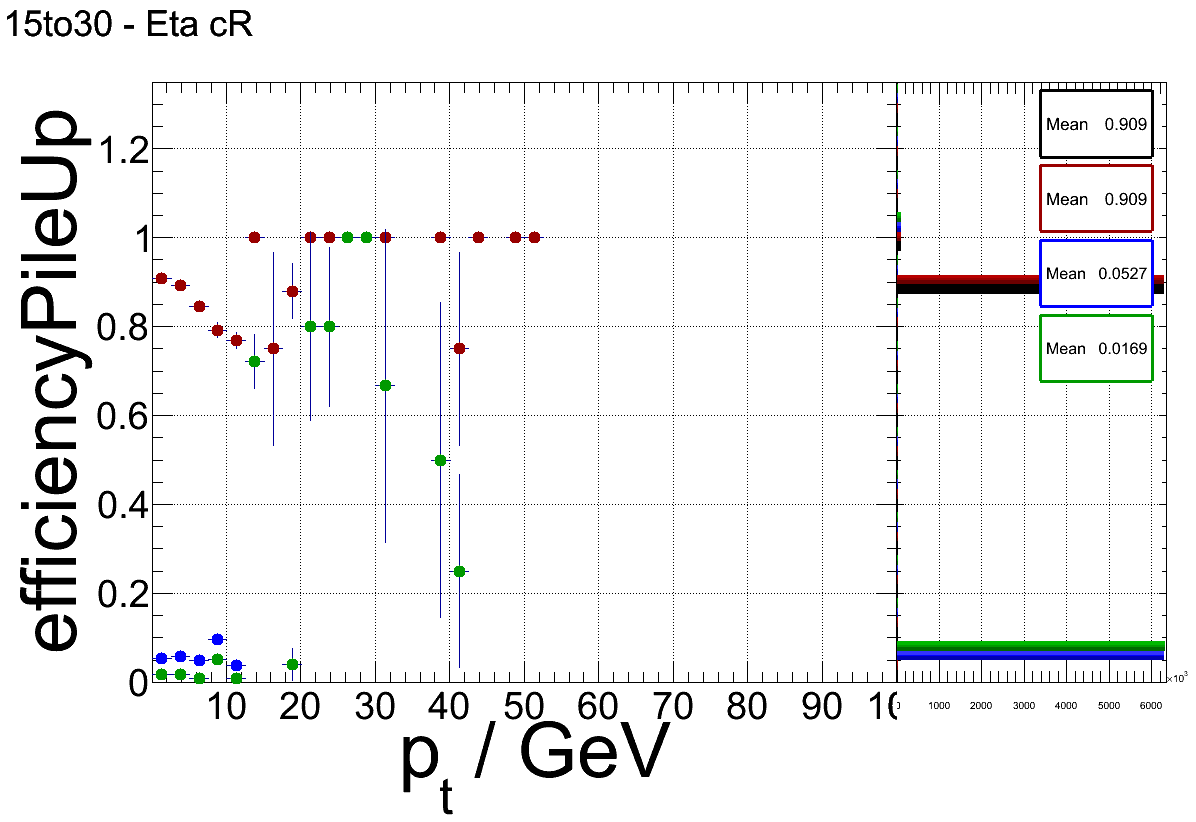 15to30 - Eta cR
efficiencyPileUp
1.2
1
0.8
0.6
0.4
0.2
0
10 20 30 40 50 60 70 80 90
p_t / GeV
Mean 0.909
Mean 0.909
Mean 0.0527
Mean 0.0169
1000 2000 3000 4000 5000 6000
×10³